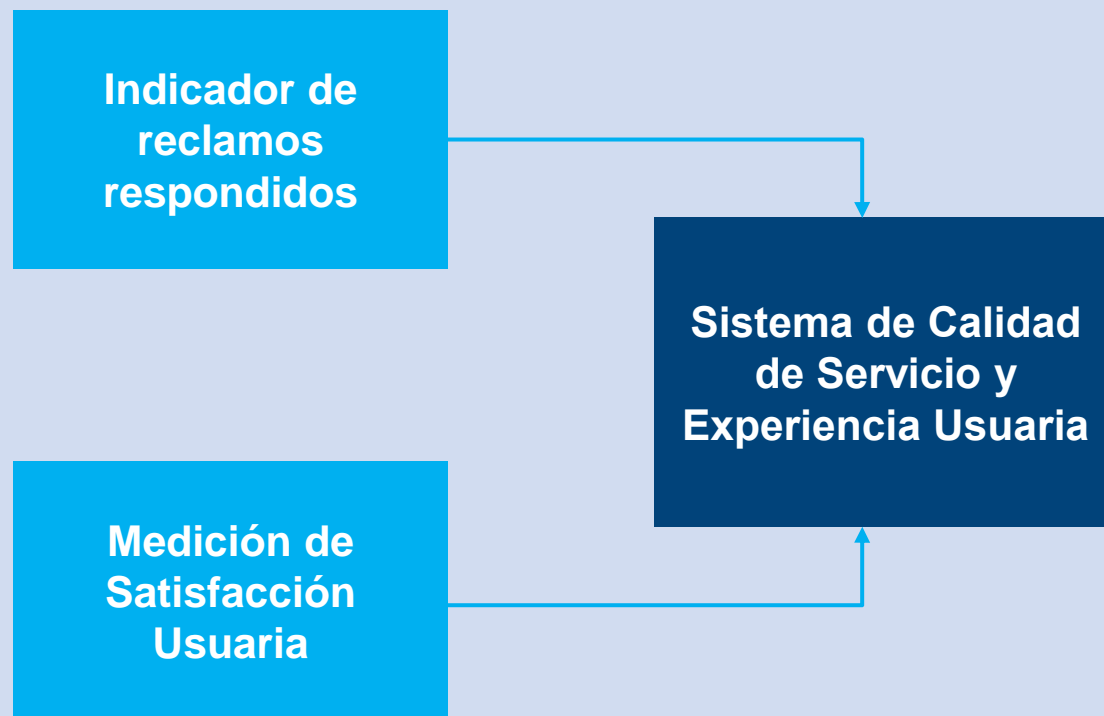 Indicador de
reclamos
respondidos
Sistema de Calidad
de Servicio y
Experiencia Usuaria
Medición de
Satisfacción
Usuaria